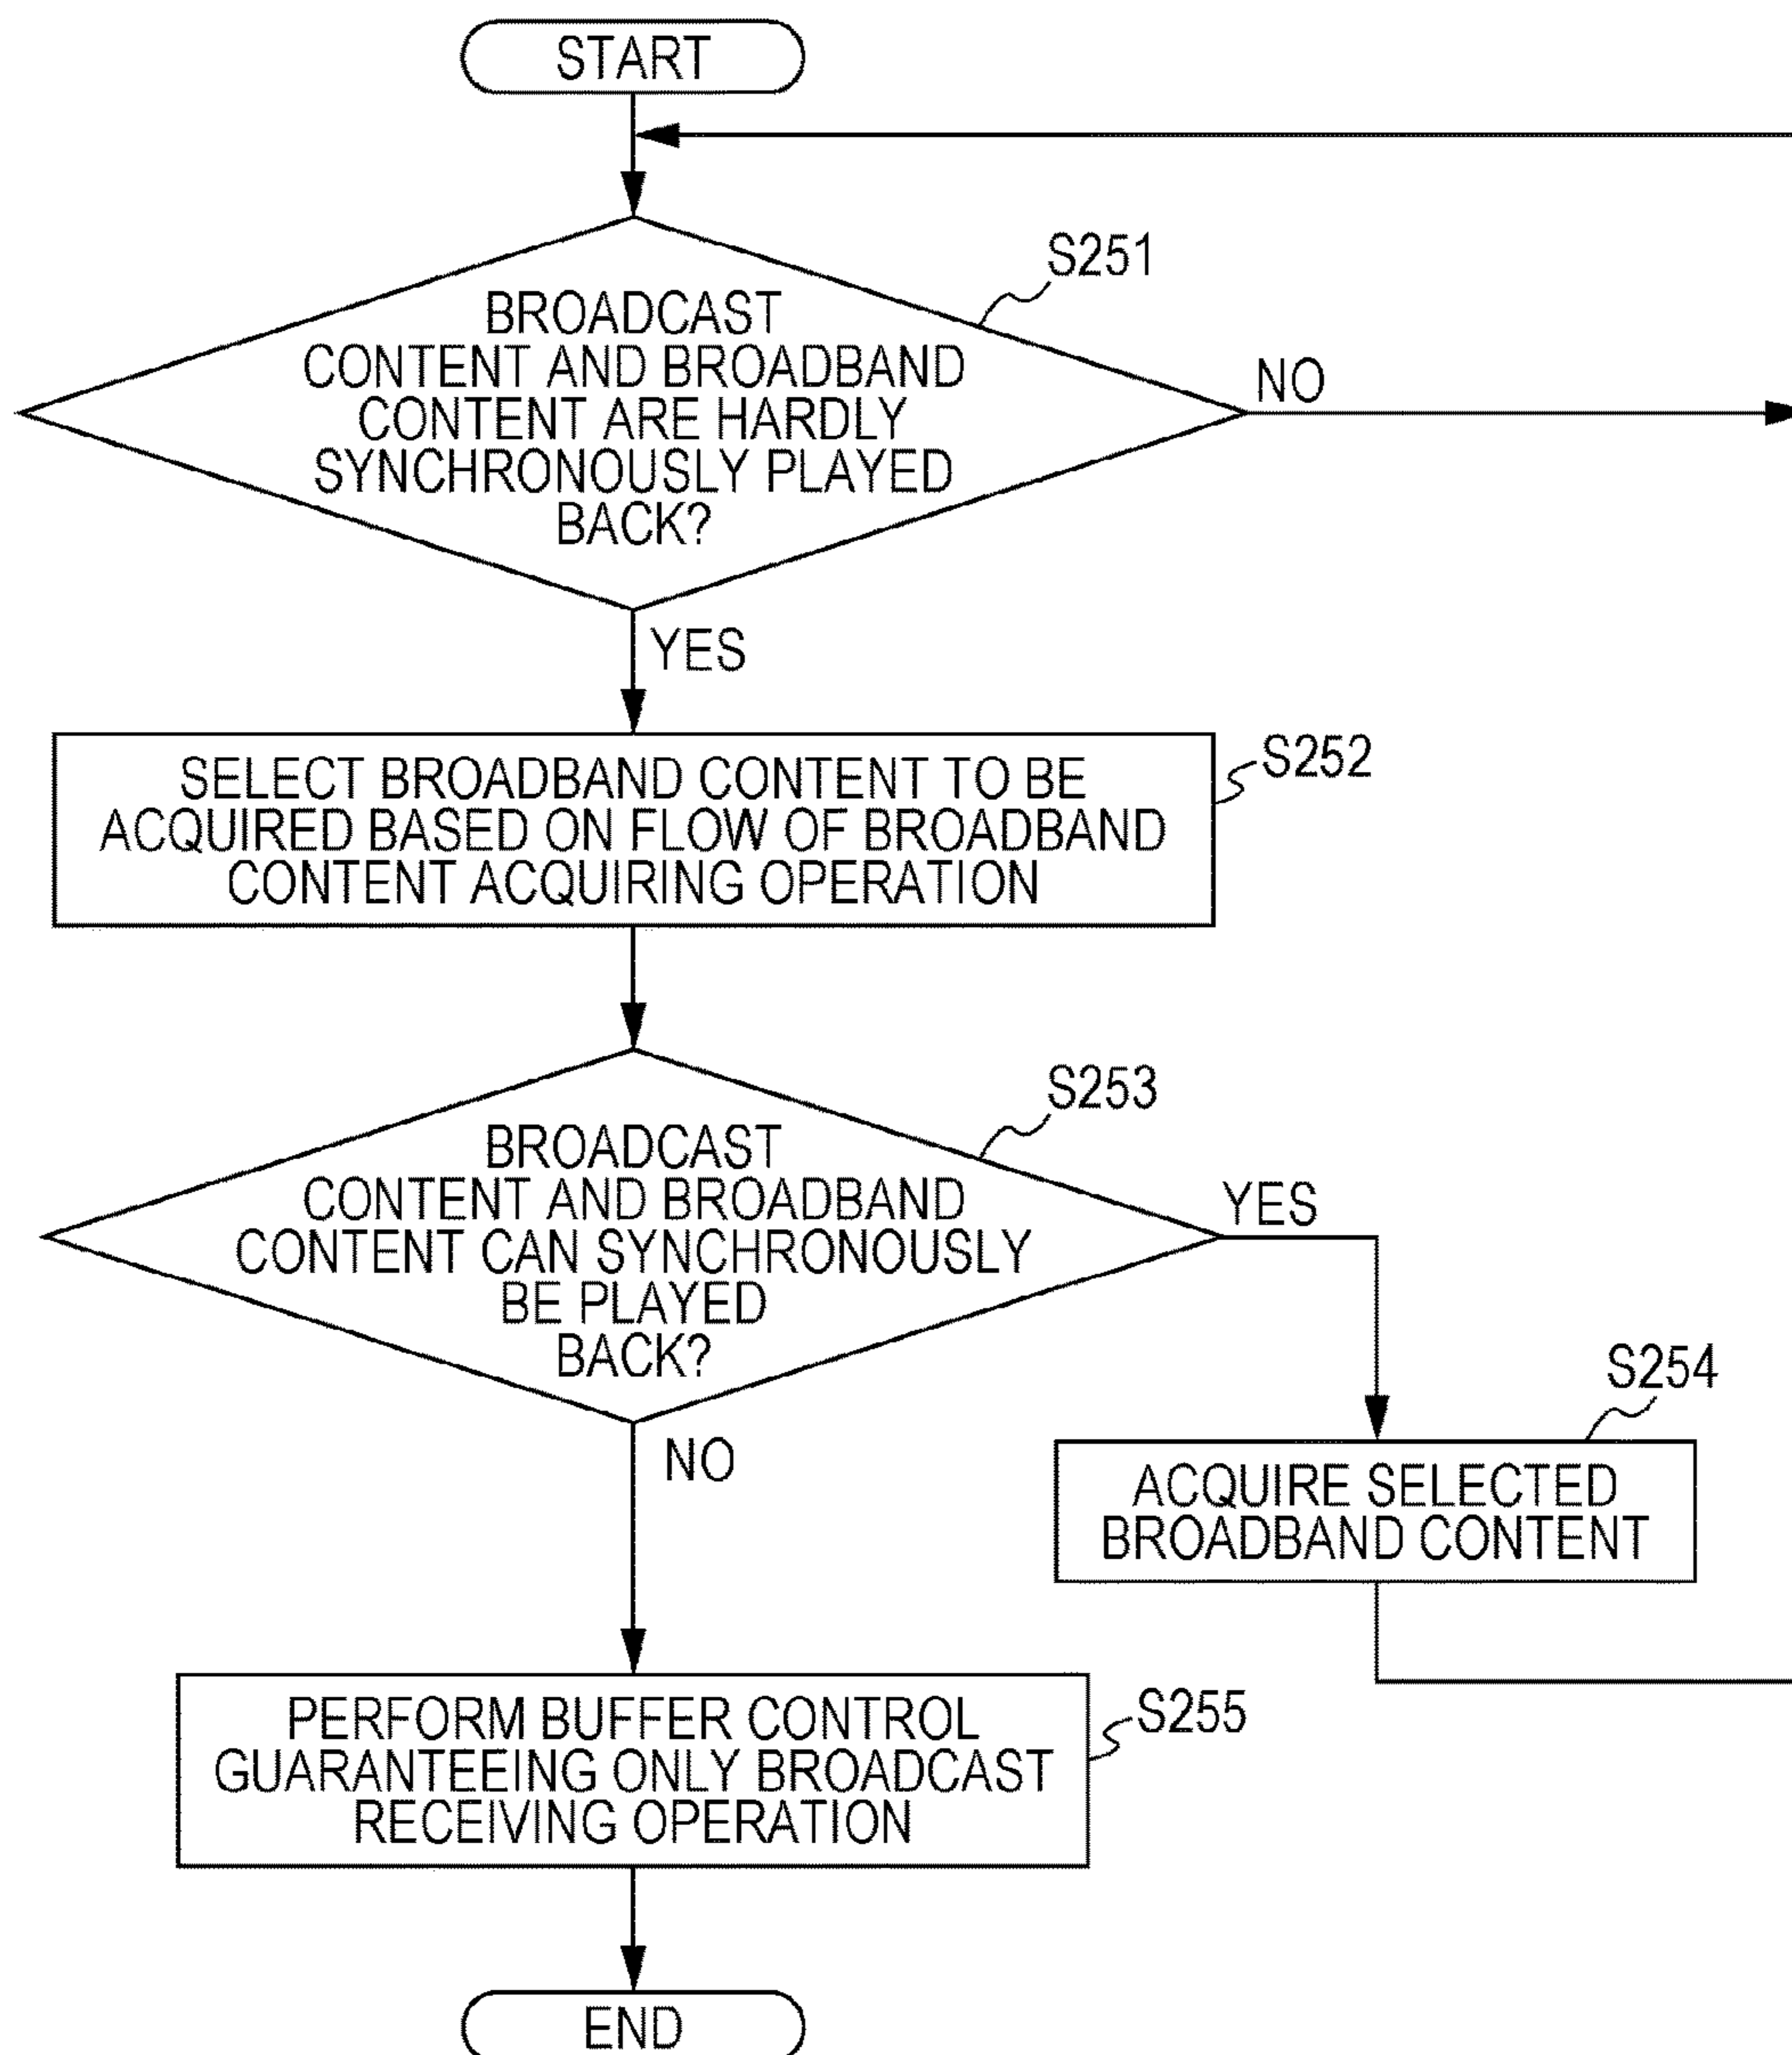 START
S251
BROADCAST
CONTENT AND BROADBAND
CONTENT ARE HARDLY
SYNCHRONOUSLY PLAYED
BACK?
NO
YES
S252
SELECT BROADBAND CONTENT TO BE
ACQUIRED BASED ON FLOW OF BROADBAND
CONTENT ACQUIRING OPERATION
S253
BROADCAST
CONTENT AND BROADBAND
CONTENT CAN SYNCHRONOUSLY
BE PLAYED
BACK?
YES
NO
S254
ACQUIRE SELECTED
BROADBAND CONTENT
S255
PERFORM BUFFER CONTROL
GUARANTEEING ONLY BROADCAST
RECEIVING OPERATION
END